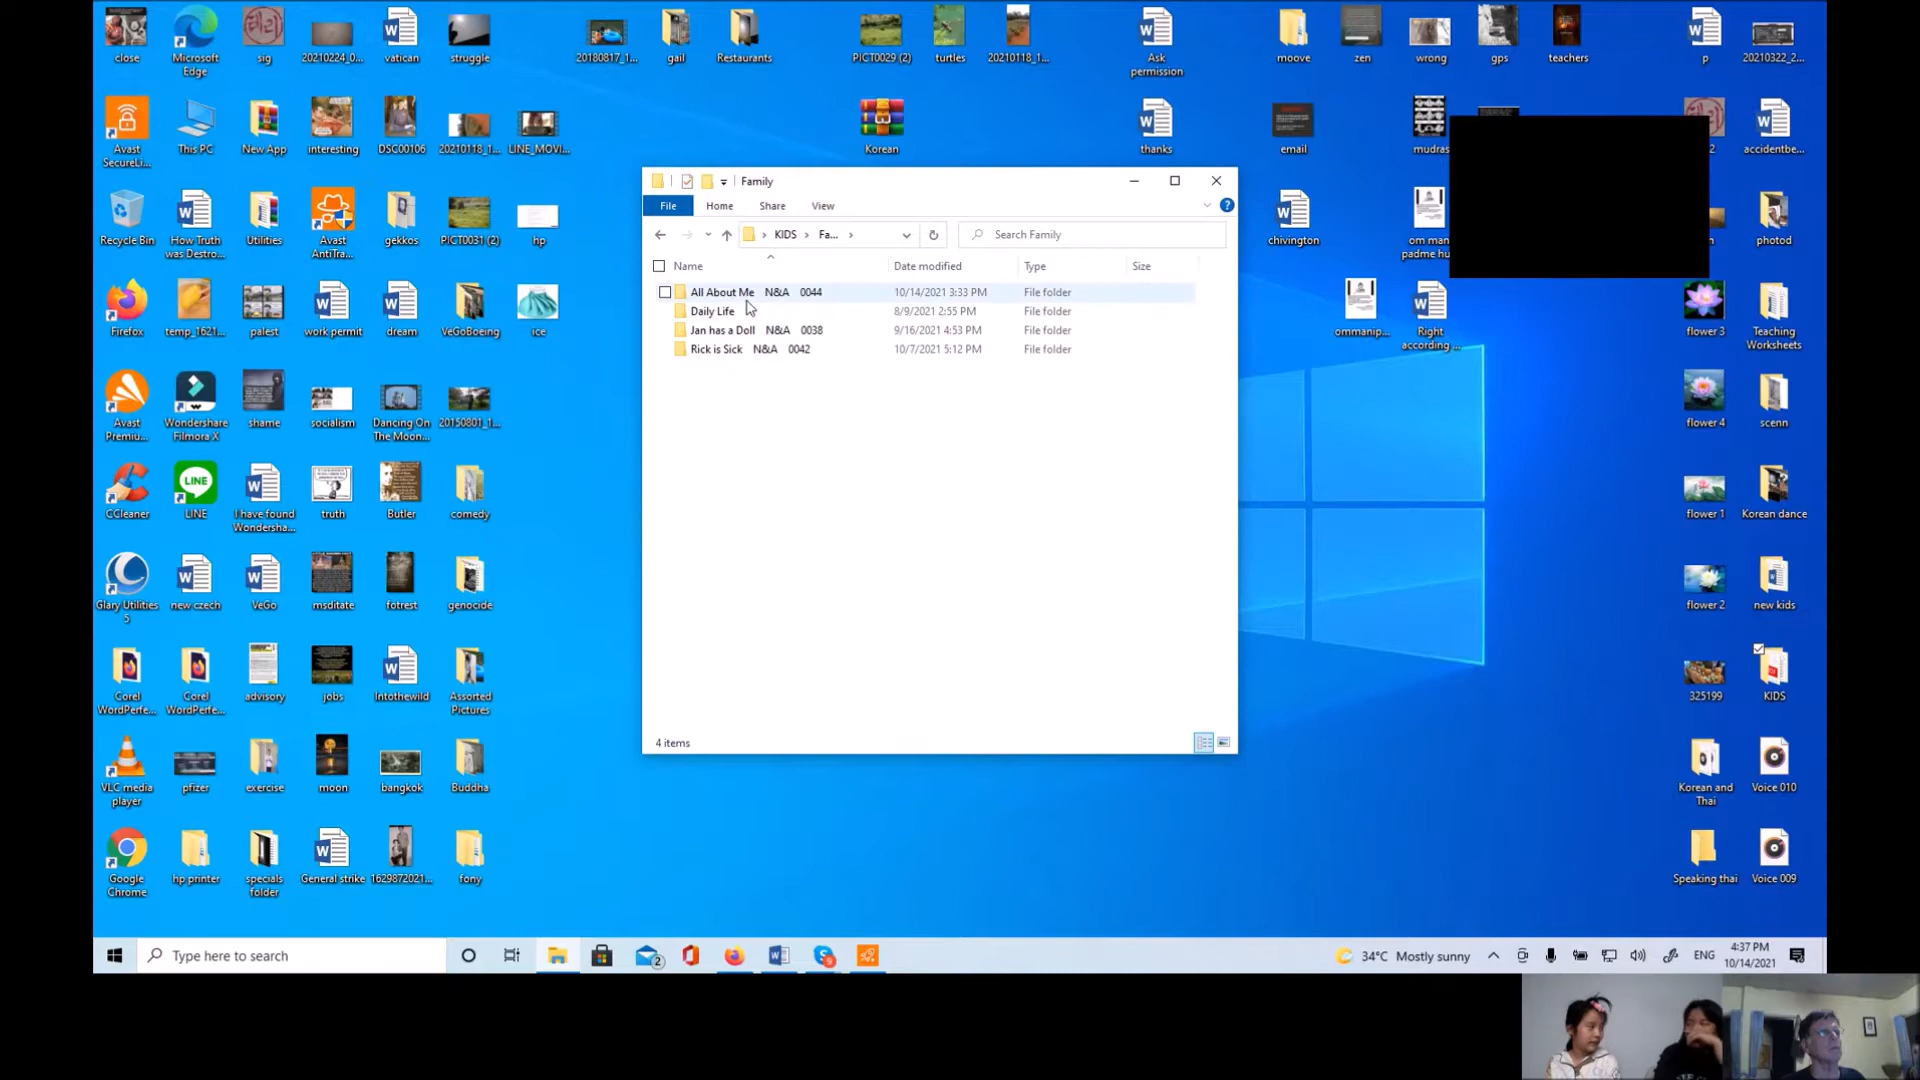 close
Microsoft
Edge
sig
20210224_0...
vatican
struggle
20180817_1...
gail
Restaurants
PICT0029 (2)
turtles
20210118_1...
Ask
permission
moove
zen
wrong
gps
teachers
p
20210322_2...
Avast
SecureLi...
This PC
New App
interesting
DSC00106
20210118_1...
LINE_MOVI...
Korean
thanks
email
mudras
accidentbe...
Recycle Bin
How Truth
was Destro...
Utilities
Avast
AntiTra...
gekkos
PICT0031 (2)
hp
chivington
om man
padme hu
photod
Family
File
Home
Share
View
KIDS
Fa...
Search Family
Name
Date modified
Type
Size
All About Me N&A 0044
10/14/2021 3:33 PM
File folder
Daily Life
8/9/2021 2:55 PM
File folder
Jan has a Doll N&A 0038
9/16/2021 4:53 PM
File folder
Rick is Sick N&A 0042
10/7/2021 5:12 PM
File folder
4 items
Firefox
temp_1621...
palest
work permit
dream
VeGoBoeing
ice
ommanip...
Right
according ...
flower 3
Teaching
Worksheets
Avast
Premiu...
Wondershare
Filmora X
shame
socialism
Dancing On
The Moon...
20150801_1...
flower 4
scenn
CCleaner
LINE
I have found
Wondersha...
truth
Butler
comedy
flower 1
Korean dance
Glary Utilities
5
new czech
VeGo
msditate
fotrest
genocide
flower 2
new kids
Corel
WordPerfe...
Corel
WordPerfe...
advisory
jobs
Intothewild
Assorted
Pictures
325199
KIDS
VLC media
player
pfizer
exercise
moon
bangkok
Buddha
Korean and
Thai
Voice 010
Google
Chrome
hp printer
specials
folder
General strike
1629872021...
fony
Speaking thai
Voice 009
Type here to search
2
9
34°C Mostly sunny
ENG
4:37 PM
10/14/2021